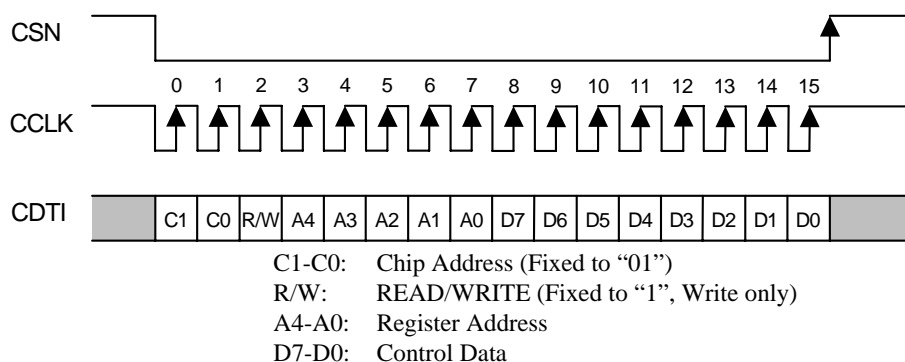 CSN
0 1 2 3 4 5 6 7 8 9 10 11 12 13 14 15
CCLK
CDTI C1 C0 R/W A4 A3 A2 A1 A0 D7 D6 D5 D4 D3 D2 D1 D0
C1-C0: Chip Address (Fixed to “01”)
R/W: READ/WRITE (Fixed to “1”, Write only)
A4-A0: Register Address
D7-D0: Control Data